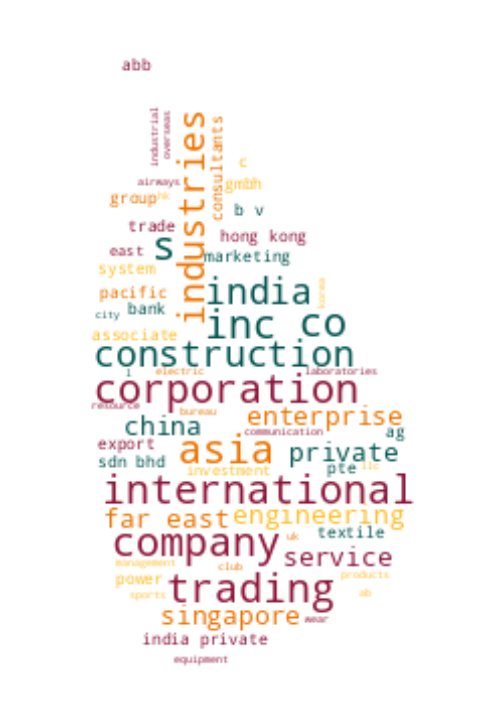 abb
industrial
overseas
industries
consultants
c
airways
gmbh
group hk
b v
trade
hong kong
s
east
marketing
system
india
korea
pacific
bank
city
inc co
associate
construction
i electric laboratories
corporation
resource
bureau
enterprise
china
communication
ag
export
asia
private
sdn bhd
investment
pte
llc
international
far east
engineering
textile
company
uk
service
management
club
power
trading
products
sports
ab
singapore
wear
india private
equipment